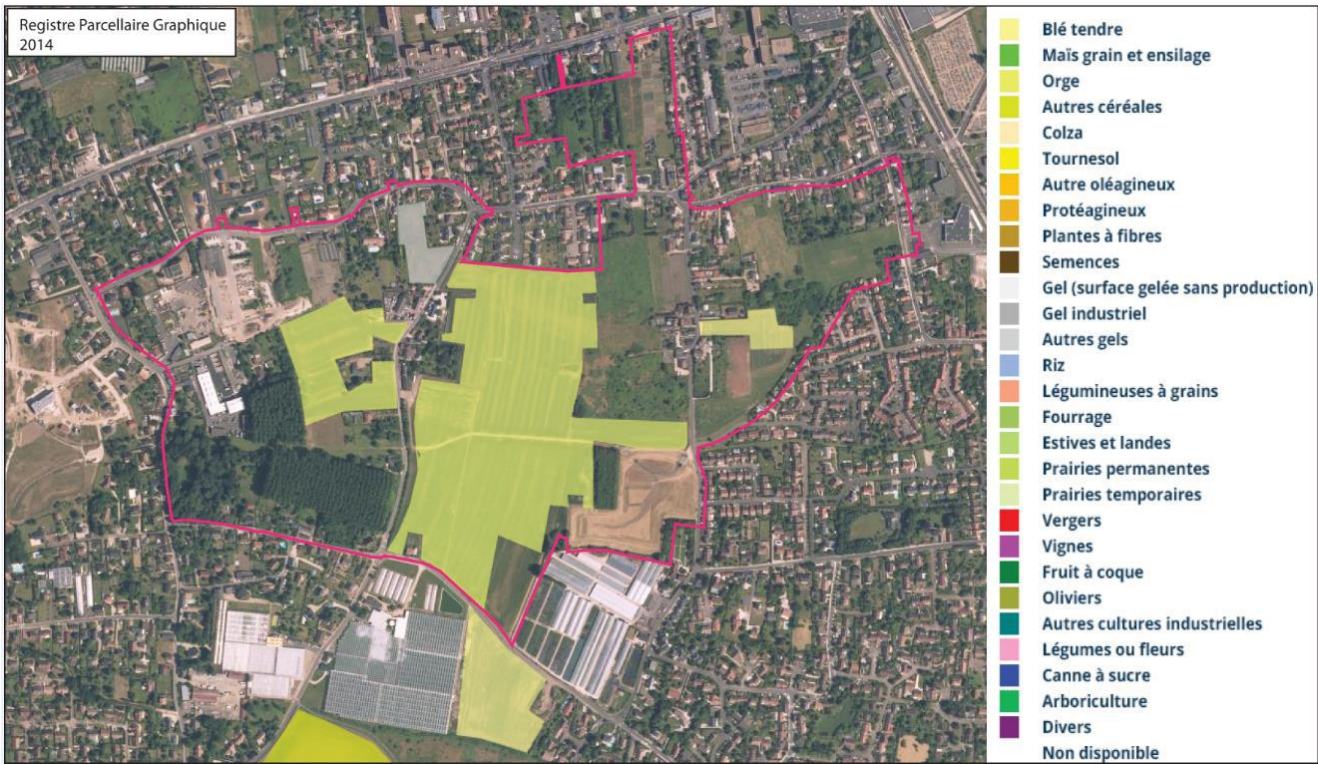 Registre Parcellaire Graphique
2014
Blé tendre
Maïs grain et ensilage
Orge
Autres céréales
Colza
Tournesol
Autre oléagineux
Protéagineux
Plantes à fibres
Semences
Gel (surface gelée sans production)
Gel industriel
Autres gels
Riz
Légumineuses à grains
Fourrage
Estives et landes
Prairies permanentes
Prairies temporaires
Vergers
Vignes
Fruit à coque
Oliviers
Autres cultures industrielles
Légumes ou fleurs
Canne à sucre
Arboriculture
Divers
Non disponible